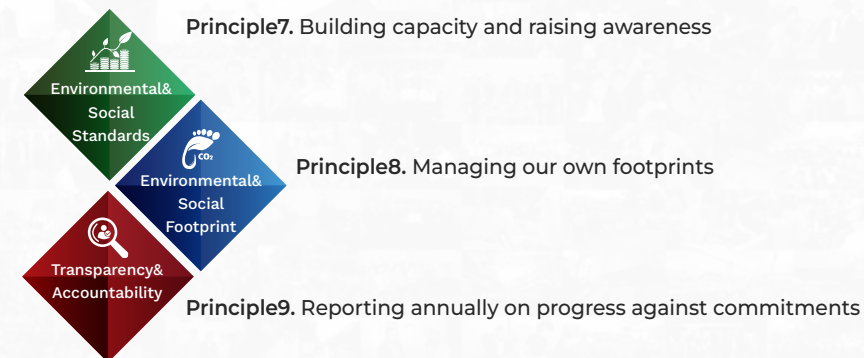 Principle7. Building capacity and raising awareness
Environmental&
Social
Standards
CO₂
Environmental&
Social
Footprint
Principle8. Managing our own footprints
Transparency&
Accountability
Principle9. Reporting annually on progress against commitments